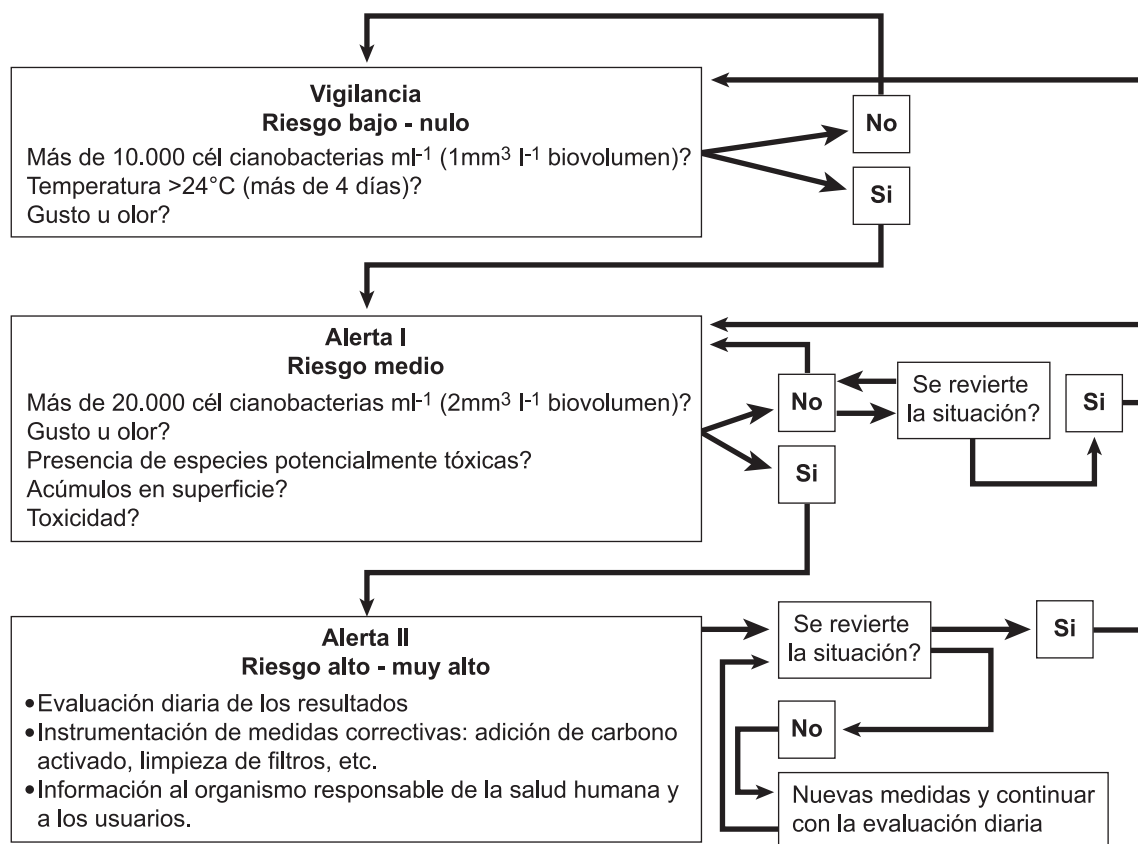 Vigilancia
Riesgo bajo - nulo
Más de 10.000 cél cianobacterias ml⁻¹ (1mm³ l⁻¹ biovolumen)?
Temperatura >24°C (más de 4 días)?
Gusto u olor?
No
Si
Alerta I
Riesgo medio
Más de 20.000 cél cianobacterias ml⁻¹ (2mm³ l⁻¹ biovolumen)?
Gusto u olor?
Presencia de especies potencialmente tóxicas?
Acúmulos en superficie?
Toxicidad?
No
Si
Se revierte
la situación?
Si
Alerta II
Riesgo alto - muy alto
•Evaluación diaria de los resultados
•Instrumentación de medidas correctivas: adición de carbono
activado, limpieza de filtros, etc.
•Información al organismo responsable de la salud humana y
a los usuarios.
Se revierte
la situación?
Si
No
Nuevas medidas y continuar
con la evaluación diaria